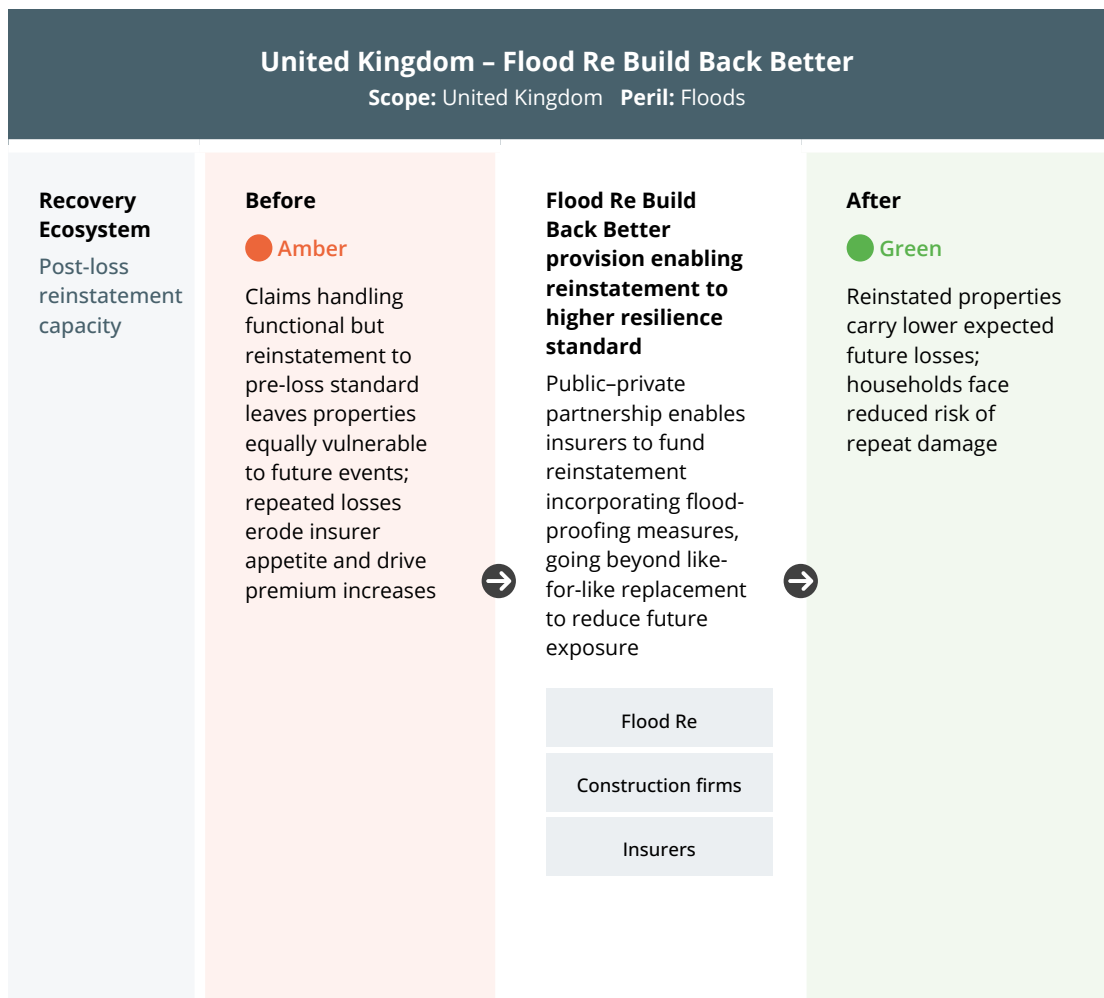 United Kingdom – Flood Re Build Back Better
Scope: United Kingdom Peril: Floods
Recovery
Ecosystem
Post-loss
reinstatement
capacity
Before
Amber
Claims handling
functional but
reinstatement to
pre-loss standard
leaves properties
equally vulnerable
to future events;
repeated losses
erode insurer
appetite and drive
premium increases
Flood Re Build
Back Better
provision enabling
reinstatement to
higher resilience
standard
Public–private
partnership enables
insurers to fund
reinstatement
incorporating flood-
proofing measures,
going beyond like-
for-like replacement
to reduce future
exposure
Flood Re
Construction firms
Insurers
After
Green
Reinstated properties
carry lower expected
future losses;
households face
reduced risk of
repeat damage